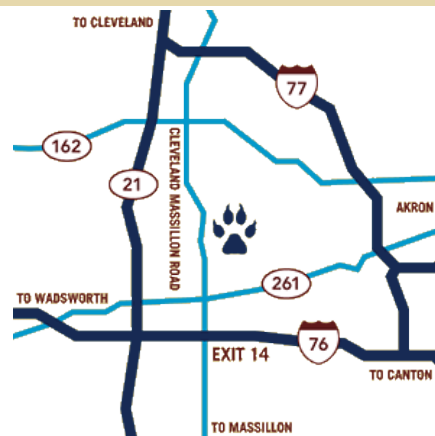 TO CLEVELAND
77
162
CLEVELAND MASSILLON ROAD
21
AKRON
261
TO WADSWORTH
76
EXIT 14
TO CANTON
TO MASSILLON